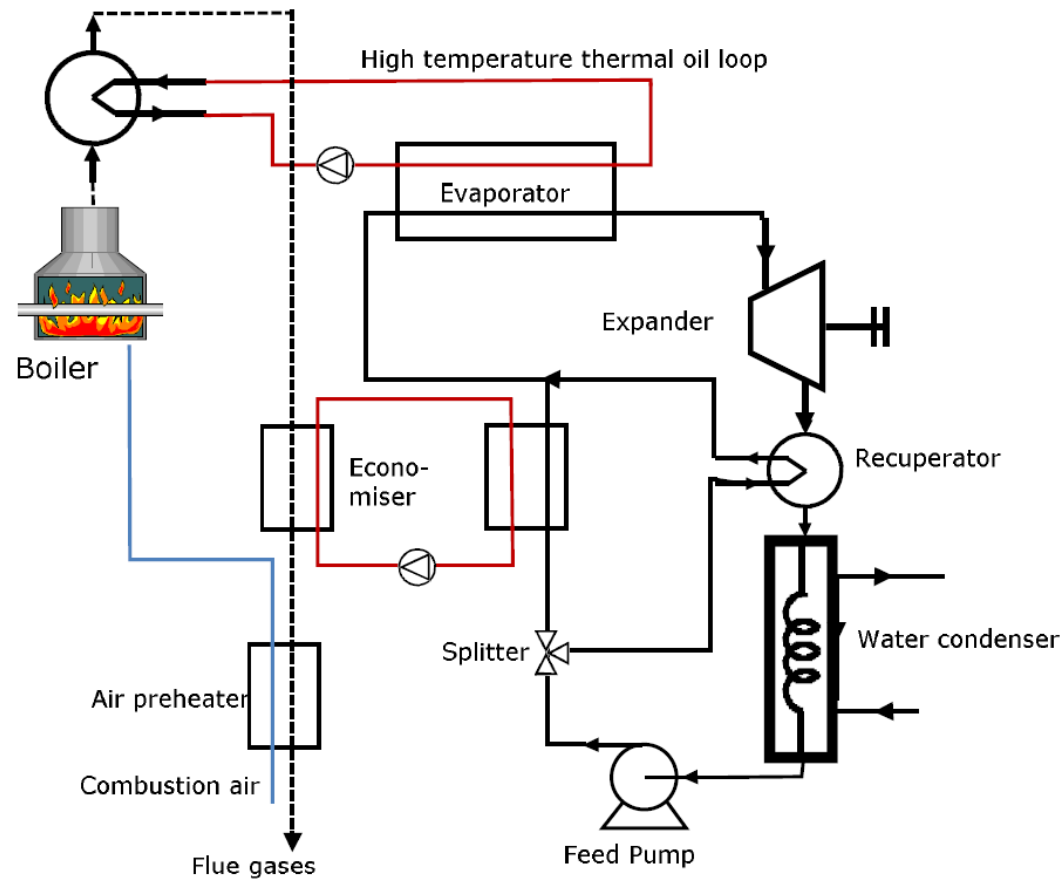 High temperature thermal oil loop
Evaporator
Expander
Boiler
Recuperator
Econo-
miser
Splitter
Water condenser
Air preheater
Combustion air
Feed Pump
Flue gases